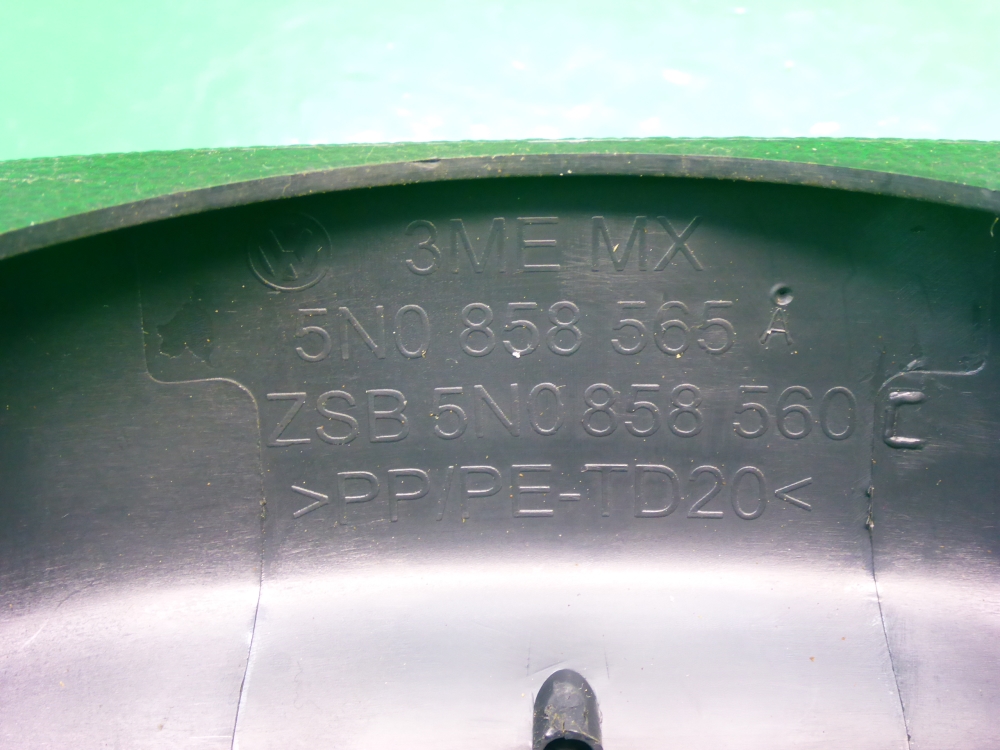 3ME MX
5N0 858 565 A
ZSB 5N0 858 560 C
>PP/PE-TD20<